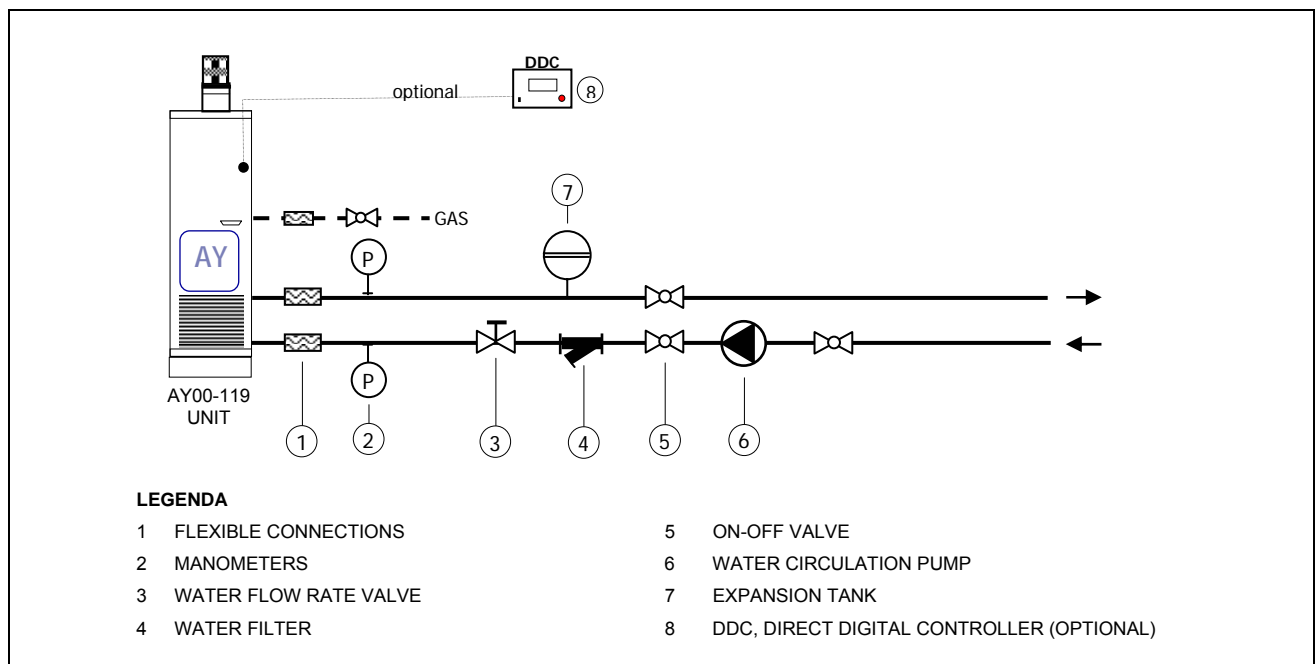 DDC
optional
8
7
GAS
AY
P
P
AY00-119
UNIT
1
2
3
4
5
6
LEGENDA
1 FLEXIBLE CONNECTIONS
2 MANOMETERS
3 WATER FLOW RATE VALVE
4 WATER FILTER
5 ON-OFF VALVE
6 WATER CIRCULATION PUMP
7 EXPANSION TANK
8 DDC, DIRECT DIGITAL CONTROLLER (OPTIONAL)